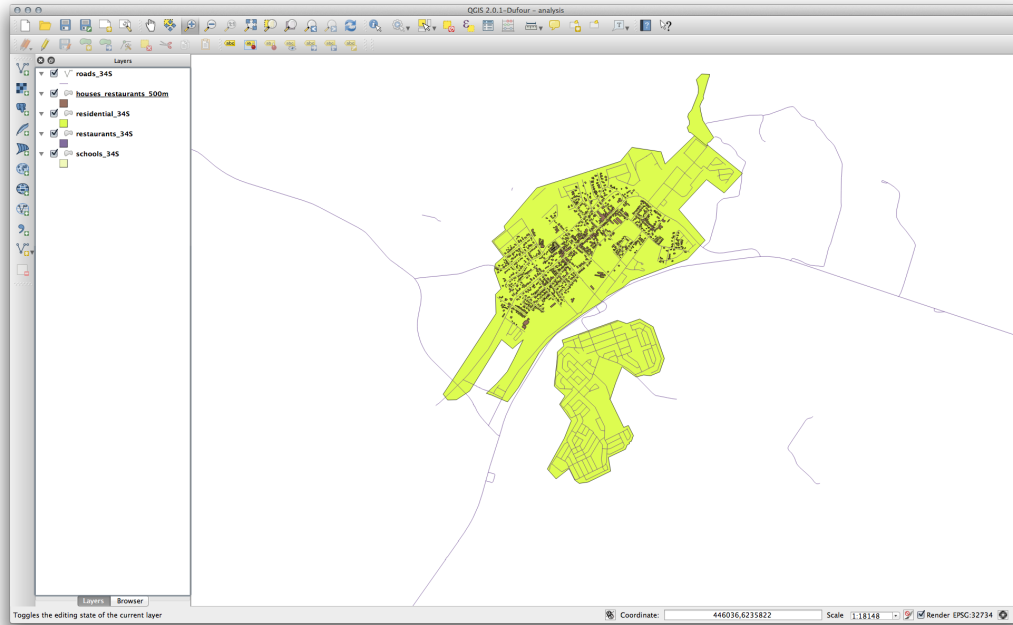 QGIS 2.0.1-Dufour - analysis
Layers
roads_34S
houses_restaurants_500m
residential_34S
restaurants_34S
schools_34S
Layers Browser
Toggles the editing state of the current layer Coordinate: 446036,6235822 Scale 1:18148 Render EPSG:32734